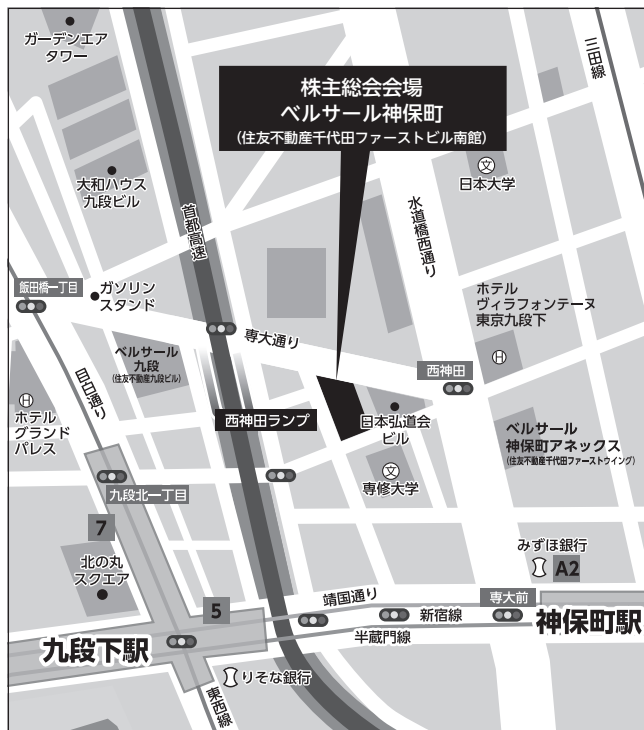 ガーデンエア
タワー
三田線
株主総会会場
ベルサール神保町
(住友不動産千代田ファーストビル南館)
大和ハウス
九段ビル
首都高速
水道橋西通り
文
日本大学
飯田橋一丁目
ガソリン
スタンド
専大通り
ホテル
ヴィラフォンテーヌ
東京九段下
H
ベルサール
九段
(住友不動産九段ビル)
目白通り
西神田
H
ホテル
グランド
パレス
西神田ランプ
日本弘道会
ビル
ベルサール
神保町アネックス
(住友不動産千代田ファーストウイング)
文
専修大学
九段北一丁目
7
北の丸
スクエア
みずほ銀行
A2
5
靖国通り
新宿線
専大前
半蔵門線
神保町駅
九段下駅
りそな銀行
東西線